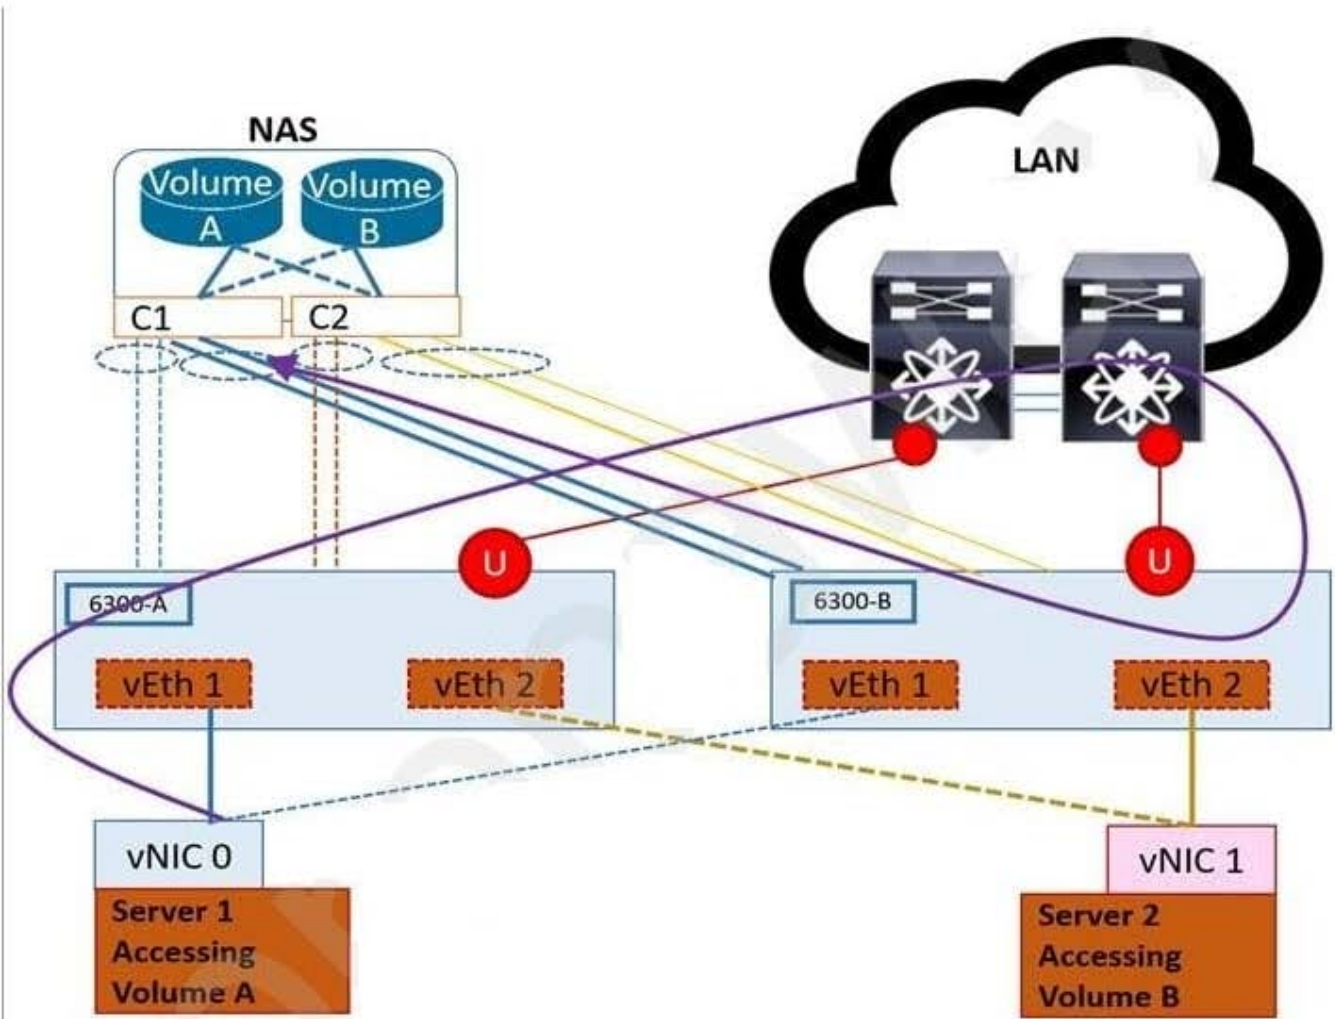 NAS
LAN
Volume
A
Volume
B
C1
C2
U
U
6300-A
6300-B
vEth 1
vEth 2
vEth 1
vEth 2
vNIC 0
vNIC 1
Server 1
Accessing
Volume A
Server 2
Accessing
Volume B